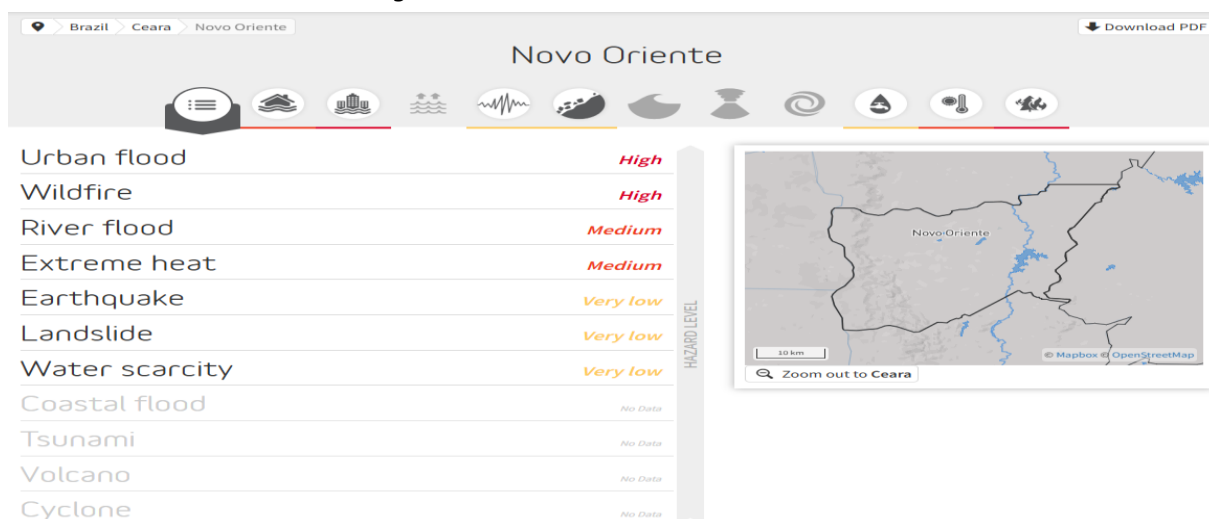 Brazil Ceara Novo Oriente
Download PDF
Novo Oriente
Urban flood High
Wildfire High
River flood Medium
Extreme heat Medium
Earthquake Very low
Landslide Very low
Water scarcity Very low
Coastal flood No Data
Tsunami No Data
Volcano No Data
Cyclone No Data
HAZARD LEVEL
Novo Oriente
10 km
© Mapbox © OpenStreetMap
Zoom out to Ceara